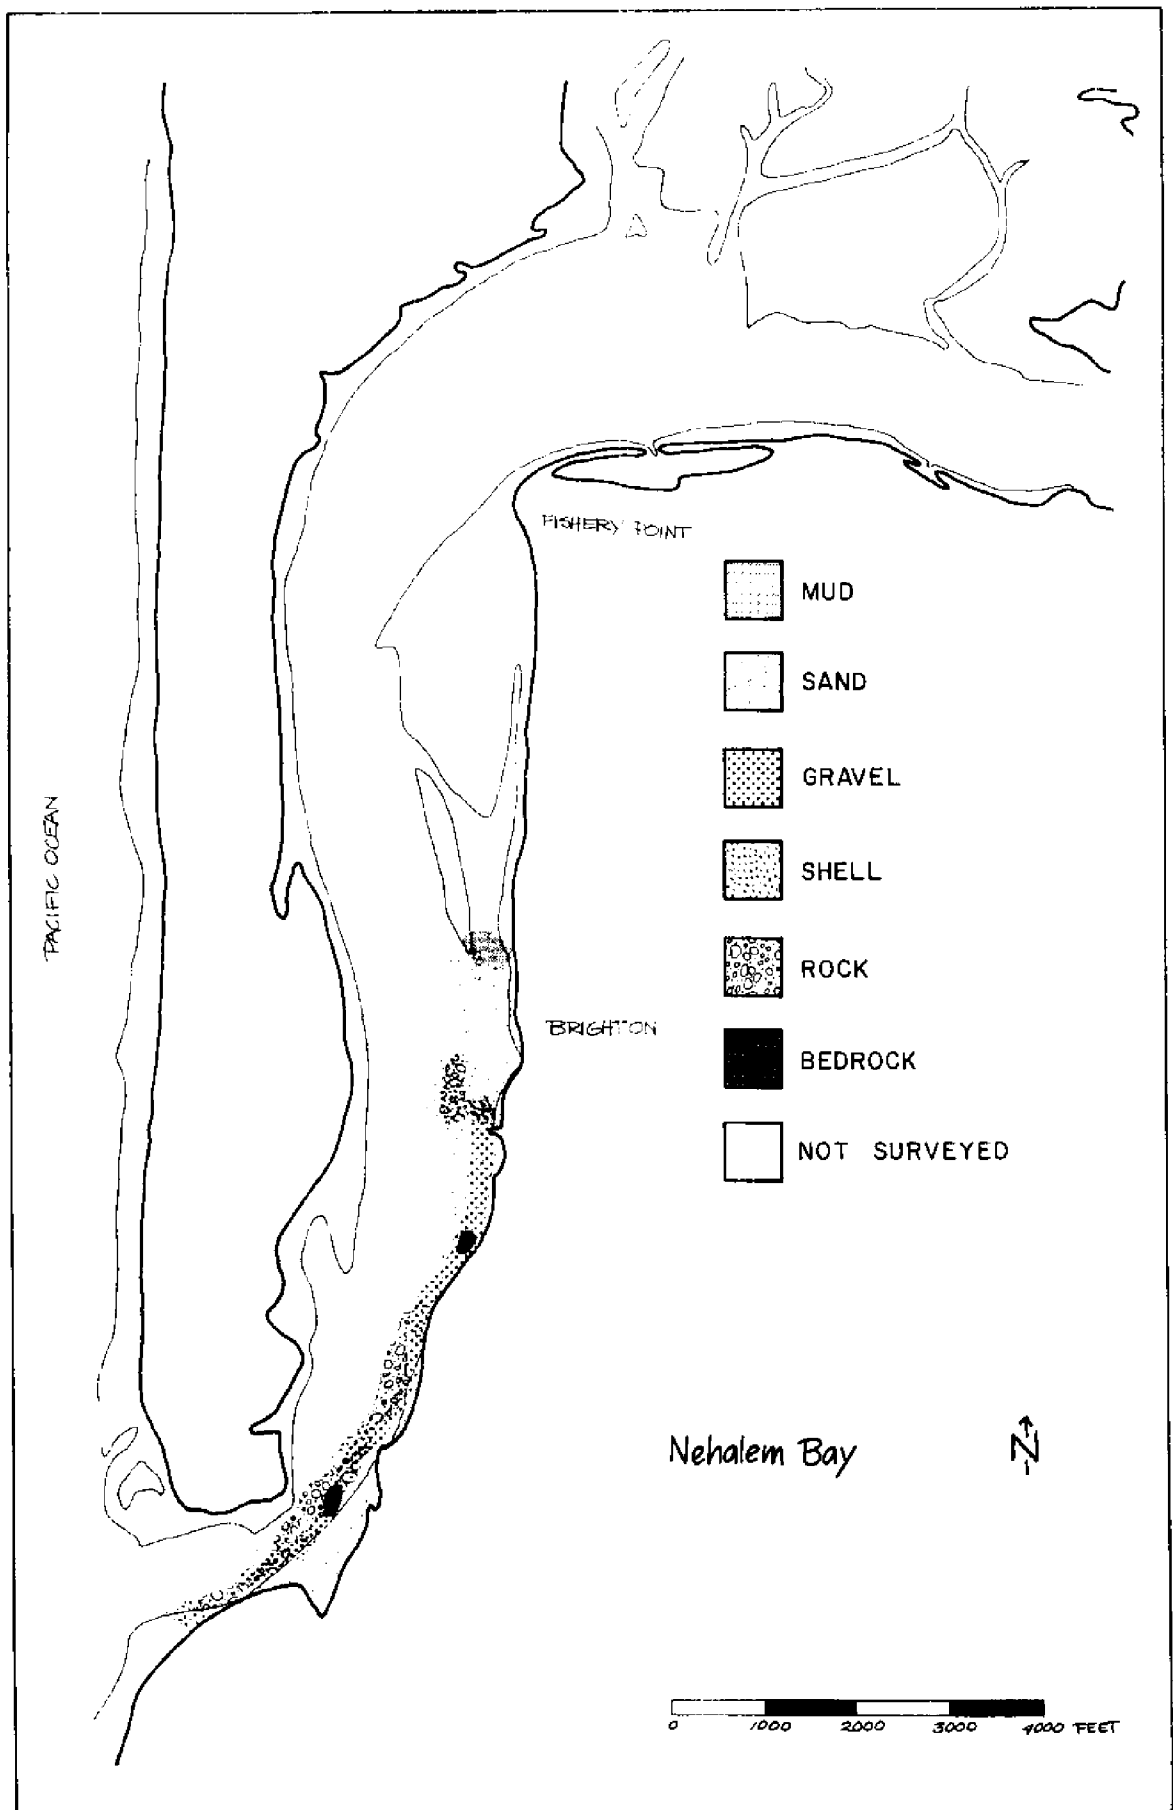 FISHERY POINT
MUD
SAND
GRAVEL
SHELL
ROCK
BEDROCK
NOT SURVEYED
PACIFIC OCEAN
BRIGHTON
Nehalem Bay
N
0 1000 2000 3000 4000 FEET